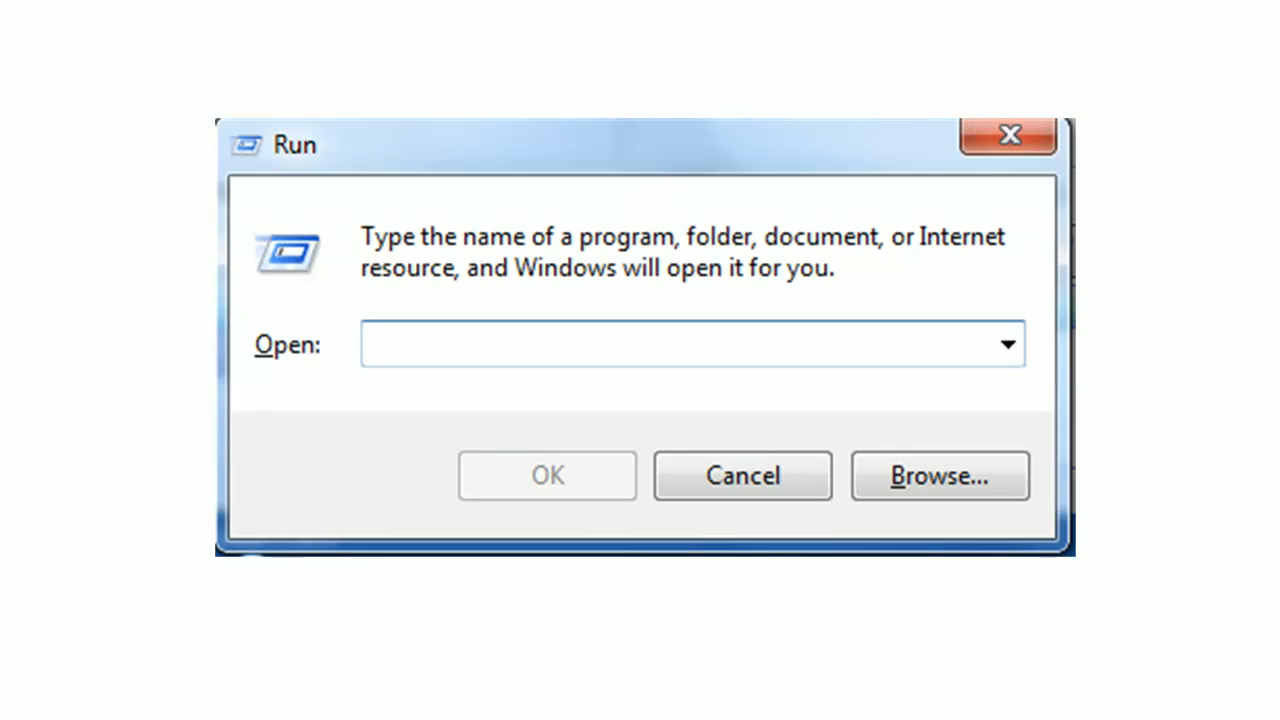 Run
Type the name of a program, folder, document, or Internet
resource, and Windows will open it for you.
Open:
OK Cancel Browse...